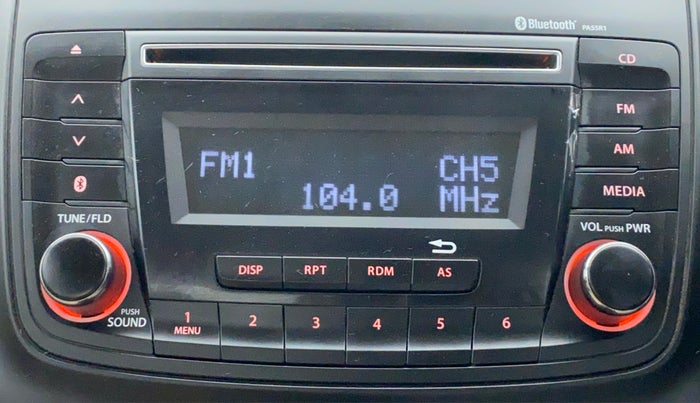 Bluetooth PA5SR1
CD
FM
AM
MEDIA
FM1 CH5
104.0 MHz
TUNE/FLD
VOL PUSH PWR
DISP RPT RDM AS
PUSH
SOUND
1 2 3 4 5 6
MENU